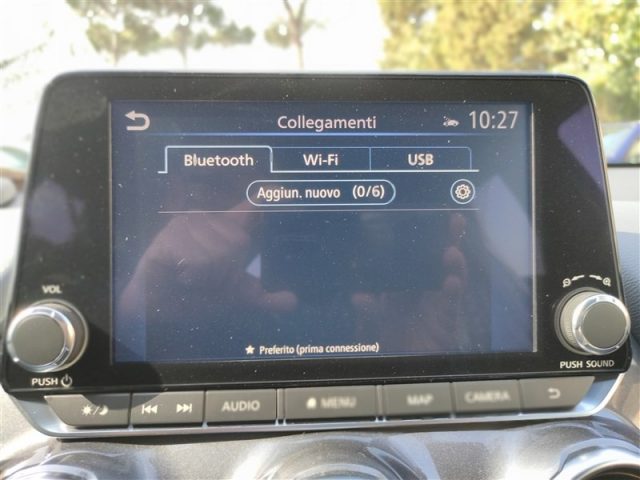 Collegamenti 10:27
Bluetooth Wi-Fi USB
Aggiun. nuovo (0/6)
★ Preferito (prima connessione)
VOL
PUSH
PUSH SOUND
AUDIO MENU MAP CAMERA